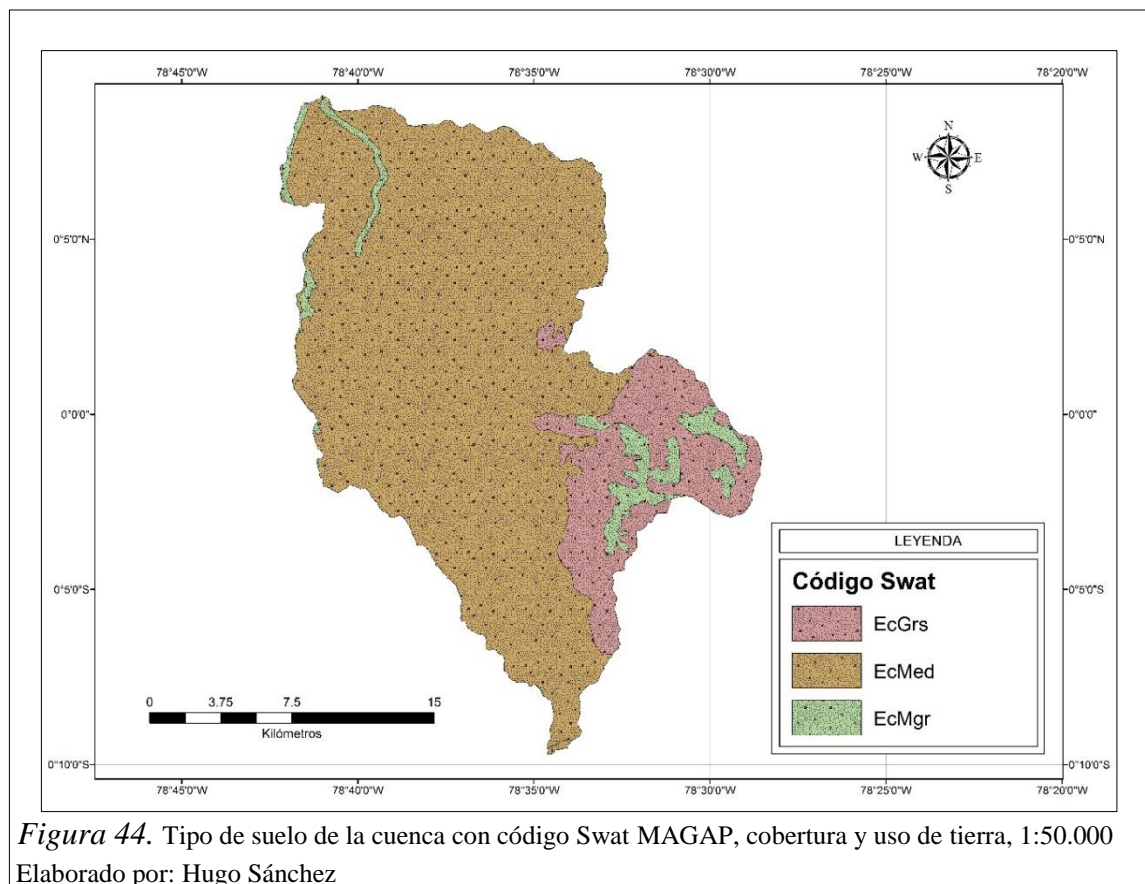 78°45'0"W 78°40'0"W 78°35'0"W 78°30'0"W 78°25'0"W 78°20'0"W
N
W E
S
0°5'0"N 0°5'0"N
0°0'0" 0°0'0"
LEYENDA
Código Swat
EcGrs
EcMed
EcMgr
0°5'0"S 0°5'0"S
0 3.75 7.5 15
Kilómetros
0°10'0"S 0°10'0"S
78°45'0"W 78°40'0"W 78°35'0"W 78°30'0"W 78°25'0"W 78°20'0"W
Figura 44. Tipo de suelo de la cuenca con código Swat MAGAP, cobertura y uso de tierra, 1:50.000
Elaborado por: Hugo Sánchez